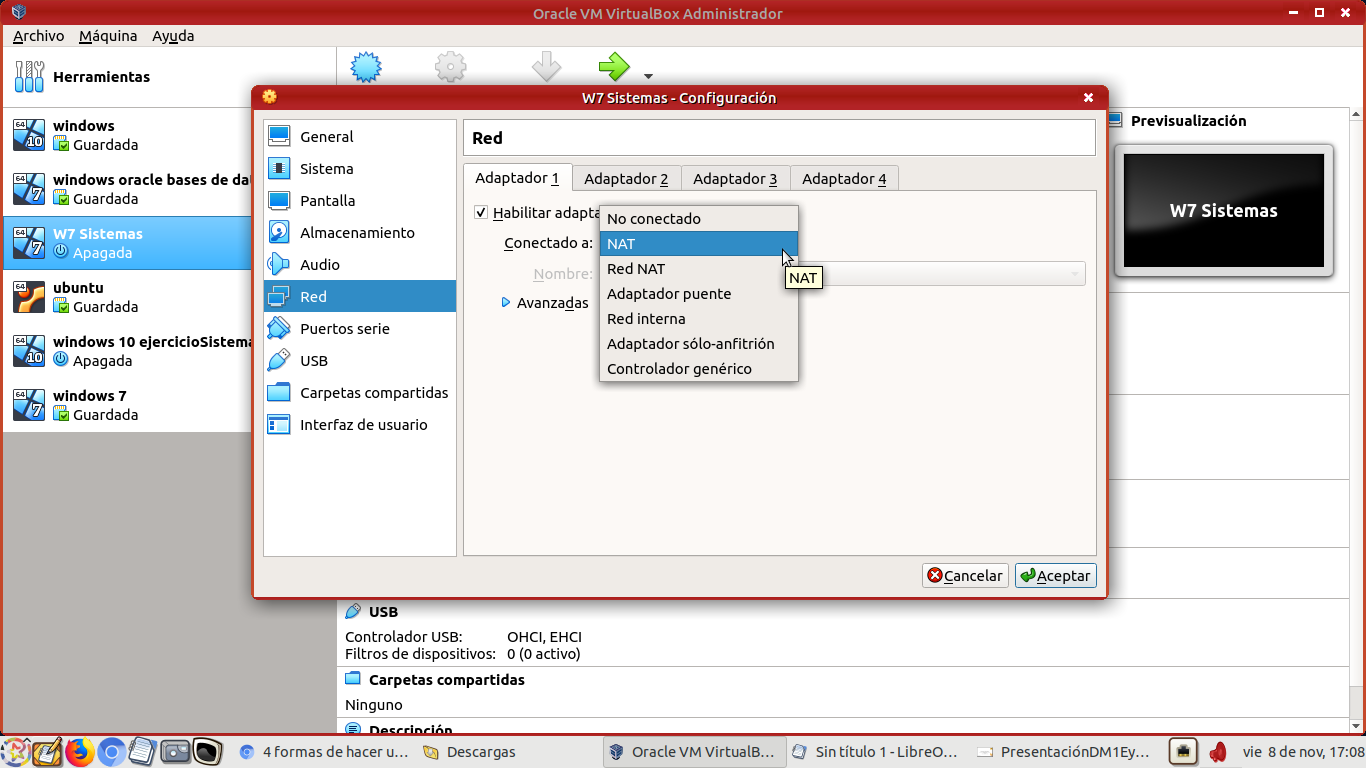 Oracle VM VirtualBox Administrador
Archivo Máquina Ayuda
Herramientas
windows
Guardada
windows oracle bases de da
Guardada
W7 Sistemas
Apagada
ubuntu
Guardada
windows 10 ejercicioSistema
Apagada
windows 7
Guardada
W7 Sistemas - Configuración
General
Sistema
Pantalla
Almacenamiento
Audio
Red
Puertos serie
USB
Carpetas compartidas
Interfaz de usuario
Red
Adaptador 1 Adaptador 2 Adaptador 3 Adaptador 4
Habilitar adapta
Conectado a:
Nombre:
Avanzadas
No conectado
NAT
Red NAT
Adaptador puente
Red interna
Adaptador sólo-anfitrión
Controlador genérico
NAT
Cancelar Aceptar
Previsualización
W7 Sistemas
USB
Controlador USB: OHCI, EHCI
Filtros de dispositivos: 0 (0 activo)
Carpetas compartidas
Ninguno
Descripción
4 formas de hacer u... Descargas Oracle VM VirtualB... Sin título 1 - LibreO... PresentaciónDM1Ey... vie 8 de nov, 17:08